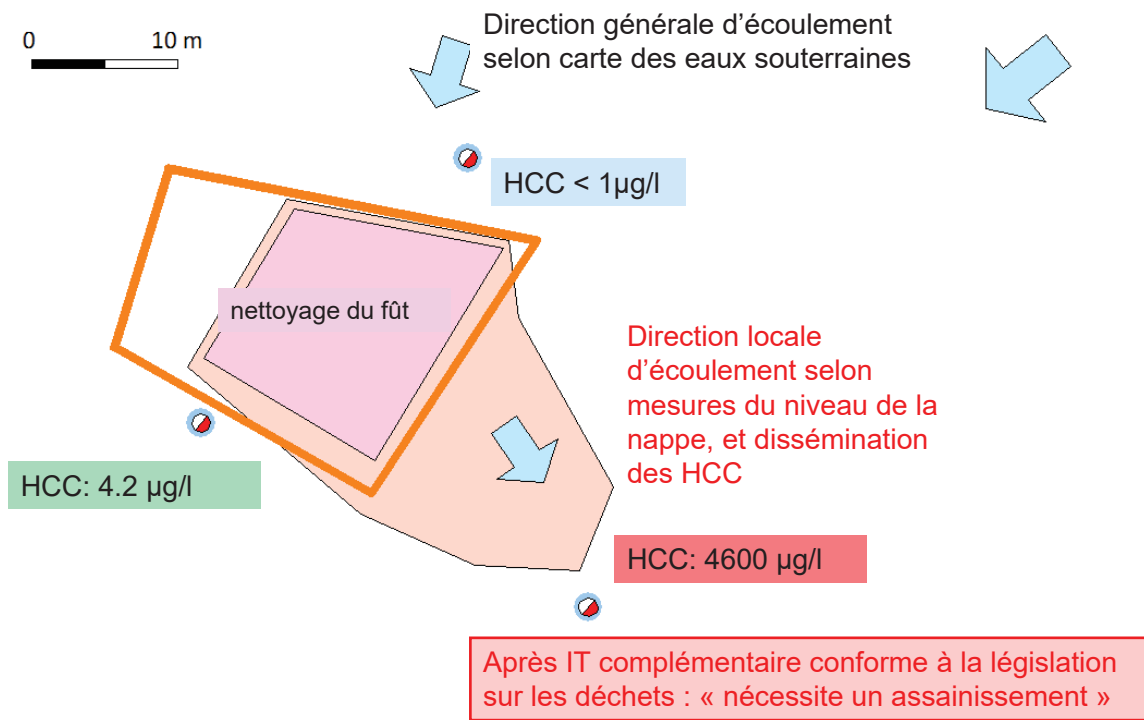 0 10 m
Direction générale d’écoulement
selon carte des eaux souterraines
HCC < 1µg/l
nettoyage du fût
Direction locale
d’écoulement selon
mesures du niveau de la
nappe, et dissémination
des HCC
HCC: 4.2 µg/l
HCC: 4600 µg/l
Après IT complémentaire conforme à la législation
sur les déchets : « nécessite un assainissement »